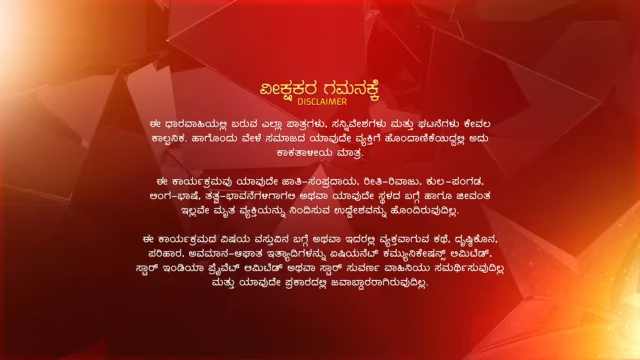 ವೀಕ್ಷಕರ ಗಮನಕ್ಕೆ
DISCLAIMER
ಈ ಧಾರವಾಹಿಯಲ್ಲಿ ಬರುವ ಎಲ್ಲಾ ಪಾತ್ರಗಳು, ಸನ್ನಿವೇಶಗಳು ಮತ್ತು ಘಟನೆಗಳು ಕೇವಲ
ಕಾಲ್ಪನಿಕ. ಹಾಗೊಂದು ವೇಳೆ ಸಮಾಜದ ಯಾವುದೇ ವ್ಯಕ್ತಿಗೆ ಹೊಂದಾಣಿಕೆಯಿದ್ದಲ್ಲಿ ಅದು
ಕಾಕತಾಳೀಯ ಮಾತ್ರ.
ಈ ಕಾರ್ಯಕ್ರಮವು ಯಾವುದೇ ಜಾತಿ-ಸಂಪ್ರದಾಯ, ರೀತಿ-ರಿವಾಜು, ಕುಲ-ಪಂಗಡ,
ಲಿಂಗ-ಭಾಷೆ, ತತ್ವ-ಭಾವನೆಗಳಿಗಾಗಲಿ ಅಥವಾ ಯಾವುದೇ ಸ್ಥಳದ ಬಗ್ಗೆ ಹಾಗೂ ಜೀವಂತ
ಇಲ್ಲವೇ ಮೃತ ವ್ಯಕ್ತಿಯನ್ನು ನಿಂದಿಸುವ ಉದ್ದೇಶವನ್ನು ಹೊಂದಿರುವುದಿಲ್ಲ.
ಈ ಕಾರ್ಯಕ್ರಮದ ವಿಷಯ ವಸ್ತುವಿನ ಬಗ್ಗೆ ಅಥವಾ ಇದರಲ್ಲಿ ವ್ಯಕ್ತವಾಗುವ ಕಥೆ, ದೃಷ್ಟಿಕೋನ,
ಪರಿಹಾರ, ಅವಮಾನ-ಆಘಾತ ಇತ್ಯಾದಿಗಳನ್ನು ಏಷಿಯನೆಟ್ ಕಮ್ಯುನಿಕೇಷನ್ಸ್ ಲಿಮಿಟೆಡ್,
ಸ್ಟಾರ್ ಇಂಡಿಯಾ ಪ್ರೈವೆಟ್ ಲಿಮಿಟೆಡ್ ಅಥವಾ ಸ್ಟಾರ್ ಸುವರ್ಣ ವಾಹಿನಿಯು ಸಮರ್ಥಿಸುವುದಿಲ್ಲ
ಮತ್ತು ಯಾವುದೇ ಪ್ರಕಾರದಲ್ಲಿ ಜವಾಬ್ದಾರರಾಗಿರುವುದಿಲ್ಲ.